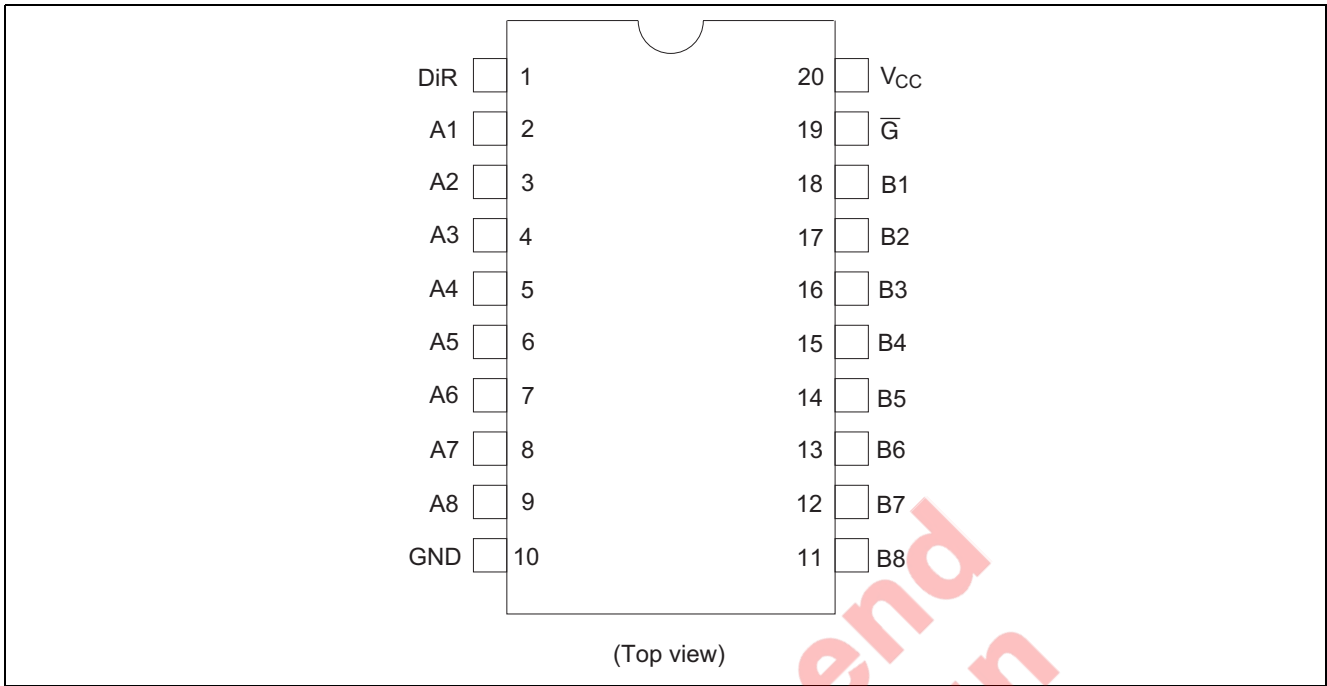 DiR 1 20 VCC
A1 2 19 G̅
A2 3 18 B1
A3 4 17 B2
A4 5 16 B3
A5 6 15 B4
A6 7 14 B5
A7 8 13 B6
A8 9 12 B7
GND 10 11 B8
(Top view)